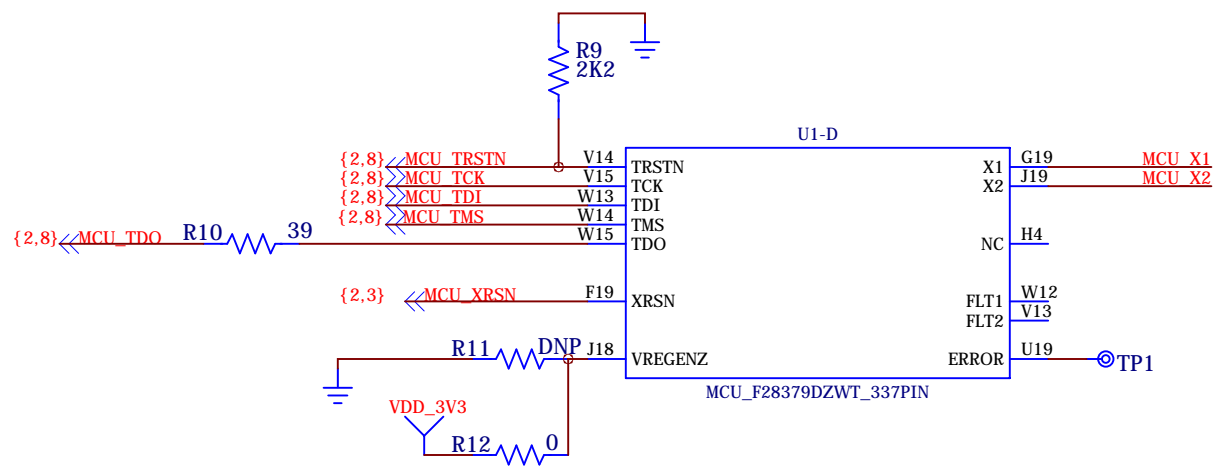 R9
2K2
U1-D
{2,8} MCU_TRSTN V14 TRSTN X1 G19 MCU_X1
{2,8} MCU_TCK V15 TCK X2 J19 MCU_X2
{2,8} MCU_TDI W13 TDI
{2,8} MCU_TMS W14 TMS
{2,8} MCU_TDO R10 39 W15 TDO NC H4
{2,3} MCU_XRSN F19 XRSN FLT1 W12
FLT2 V13
R11 DNP J18 VREGENZ ERROR U19 TP1
MCU_F28379DZWT_337PIN
VDD_3V3
R12 0